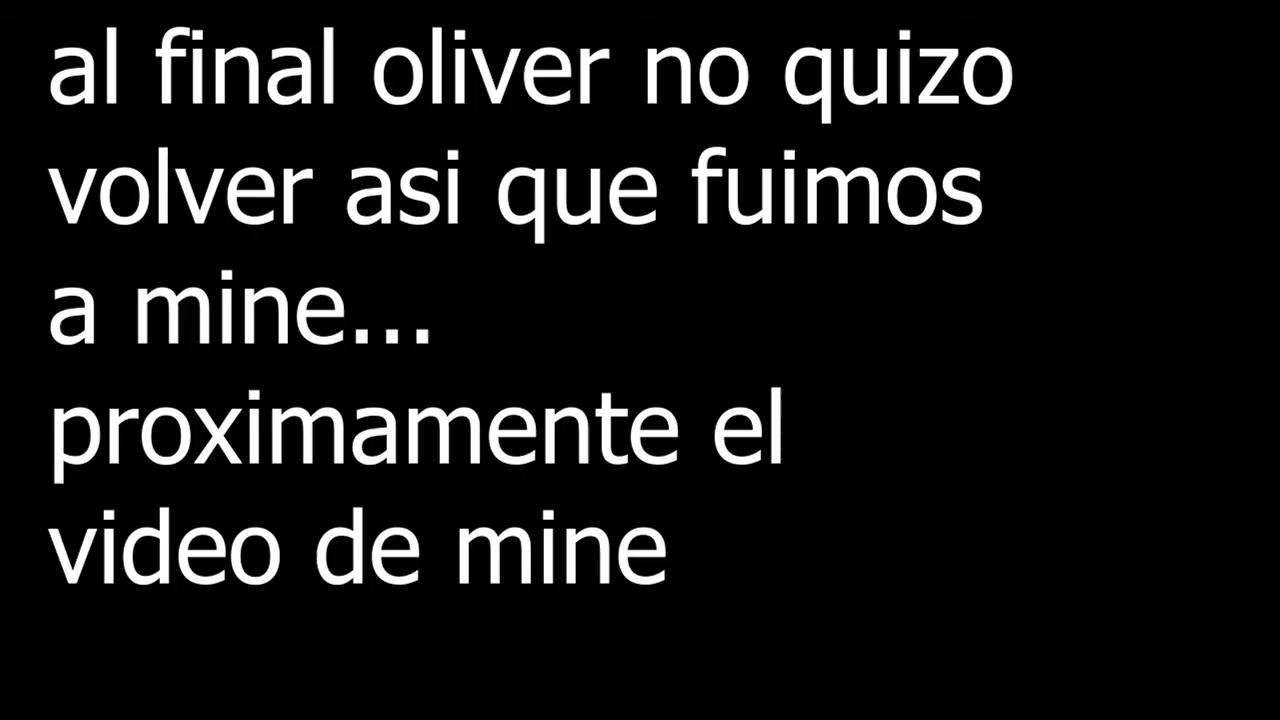 al final oliver no quizo
volver asi que fuimos
a mine...
proximamente el
video de mine